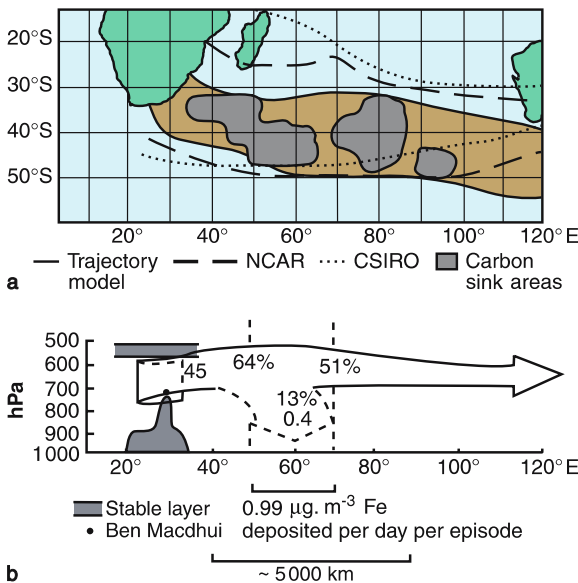 20°S
30°S
40°S
50°S
20° 40° 60° 80° 100° 120° E
Trajectory model NCAR CSIRO Carbon sink areas
a
500
600
700
800
900
1000
hPa
45 64% 51%
13%
0.4
20° 40° 60° 80° 100° 120°
Stable layer 0.99 µg. m⁻³ Fe
Ben Macdhui deposited per day per episode
~ 5000 km
b